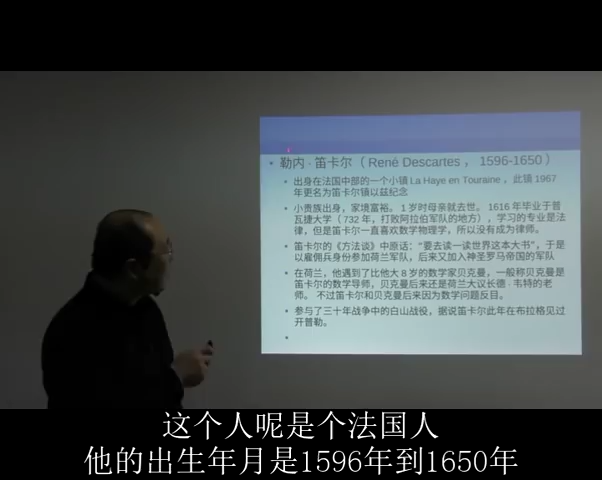 勒内 · 笛卡尔（ René Descartes ， 1596-1650 ）
出身在法国中部的一个小镇 La Haye en Touraine 。此镇 1967
年更名为笛卡尔镇以兹纪念
小贵族出身，家境富裕。 1 岁时母亲就去世。 1616 年毕业于普
瓦捷大学（ 732 年，打败阿拉伯军队的地方），学习的专业是法
律，但是笛卡尔一直喜欢数学物理学，所以没有成为律师。
笛卡尔的《方法谈》中原话：“要去读一读世界这本大书”，于是
以雇佣兵身份参加荷兰军队，后来又加入神圣罗马帝国的军队
在荷兰，他遇到了比他大 8 岁的数学家贝克曼，一般称贝克曼是
笛卡尔的数学导师，贝克曼后来还是荷兰大议长德 · 韦特的老
师。 不过笛卡尔和贝克曼后来因为数学问题反目。
参与了三十年战争中的白山战役，据说笛卡尔此年在布拉格见过
开普勒。
这个人呢是个法国人
他的出生年月是1596年到1650年